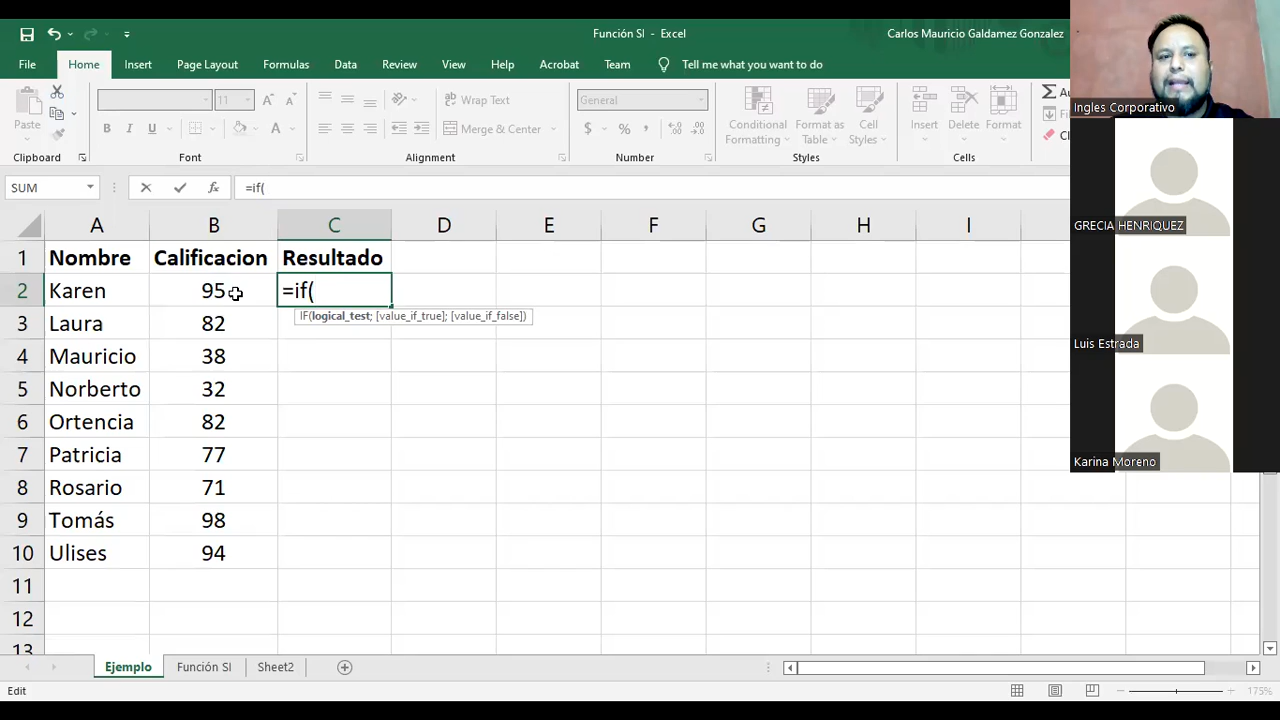 Función SI - Excel
Carlos Mauricio Galdamez Gonzalez
File Home Insert Page Layout Formulas Data Review View Help Acrobat Team Tell me what you want to do
Paste
Wrap Text
Merge & Center
General
Conditional Formatting
Format as Table
Cell Styles
Insert
Delete
Format
B I U
$ % ,
Clipboard Font Alignment Number Styles Cells
SUM
fx
=if(
A B C D E F G H I
1 Nombre Calificacion Resultado
2 Karen 95 =if(
IF(logical_test; [value_if_true]; [value_if_false])
3 Laura 82
4 Mauricio 38
5 Norberto 32
6 Ortencia 82
7 Patricia 77
8 Rosario 71
9 Tomás 98
10 Ulises 94
11
12
13
Ejemplo Función SI Sheet2
Edit
175%
Ingles Corporativo
GRECIA HENRIQUEZ
Luis Estrada
Karina Moreno